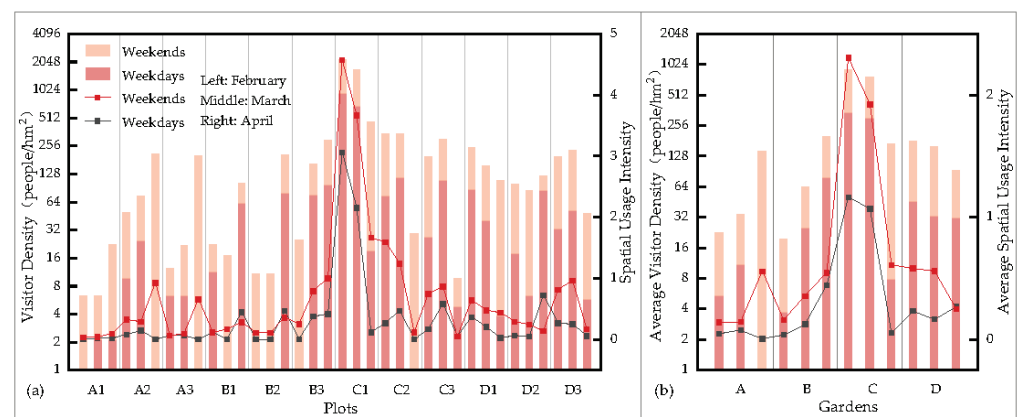 4096
2048
1024
512
256
128
64
32
16
8
4
2
1
Visitor Density (people/hm²)
Weekends
Weekdays
Weekends
Weekdays
Left: February
Middle: March
Right: April
5
4
3
2
1
0
Spatial Usage Intensity
(a)
A1 A2 A3 B1 B2 B3 C1 C2 C3 D1 D2 D3
Plots
2048
1024
512
256
128
64
32
16
8
4
2
1
Average Visitor Density (people/hm²)
2
1
0
Average Spatial Usage Intensity
(b)
A B C D
Gardens